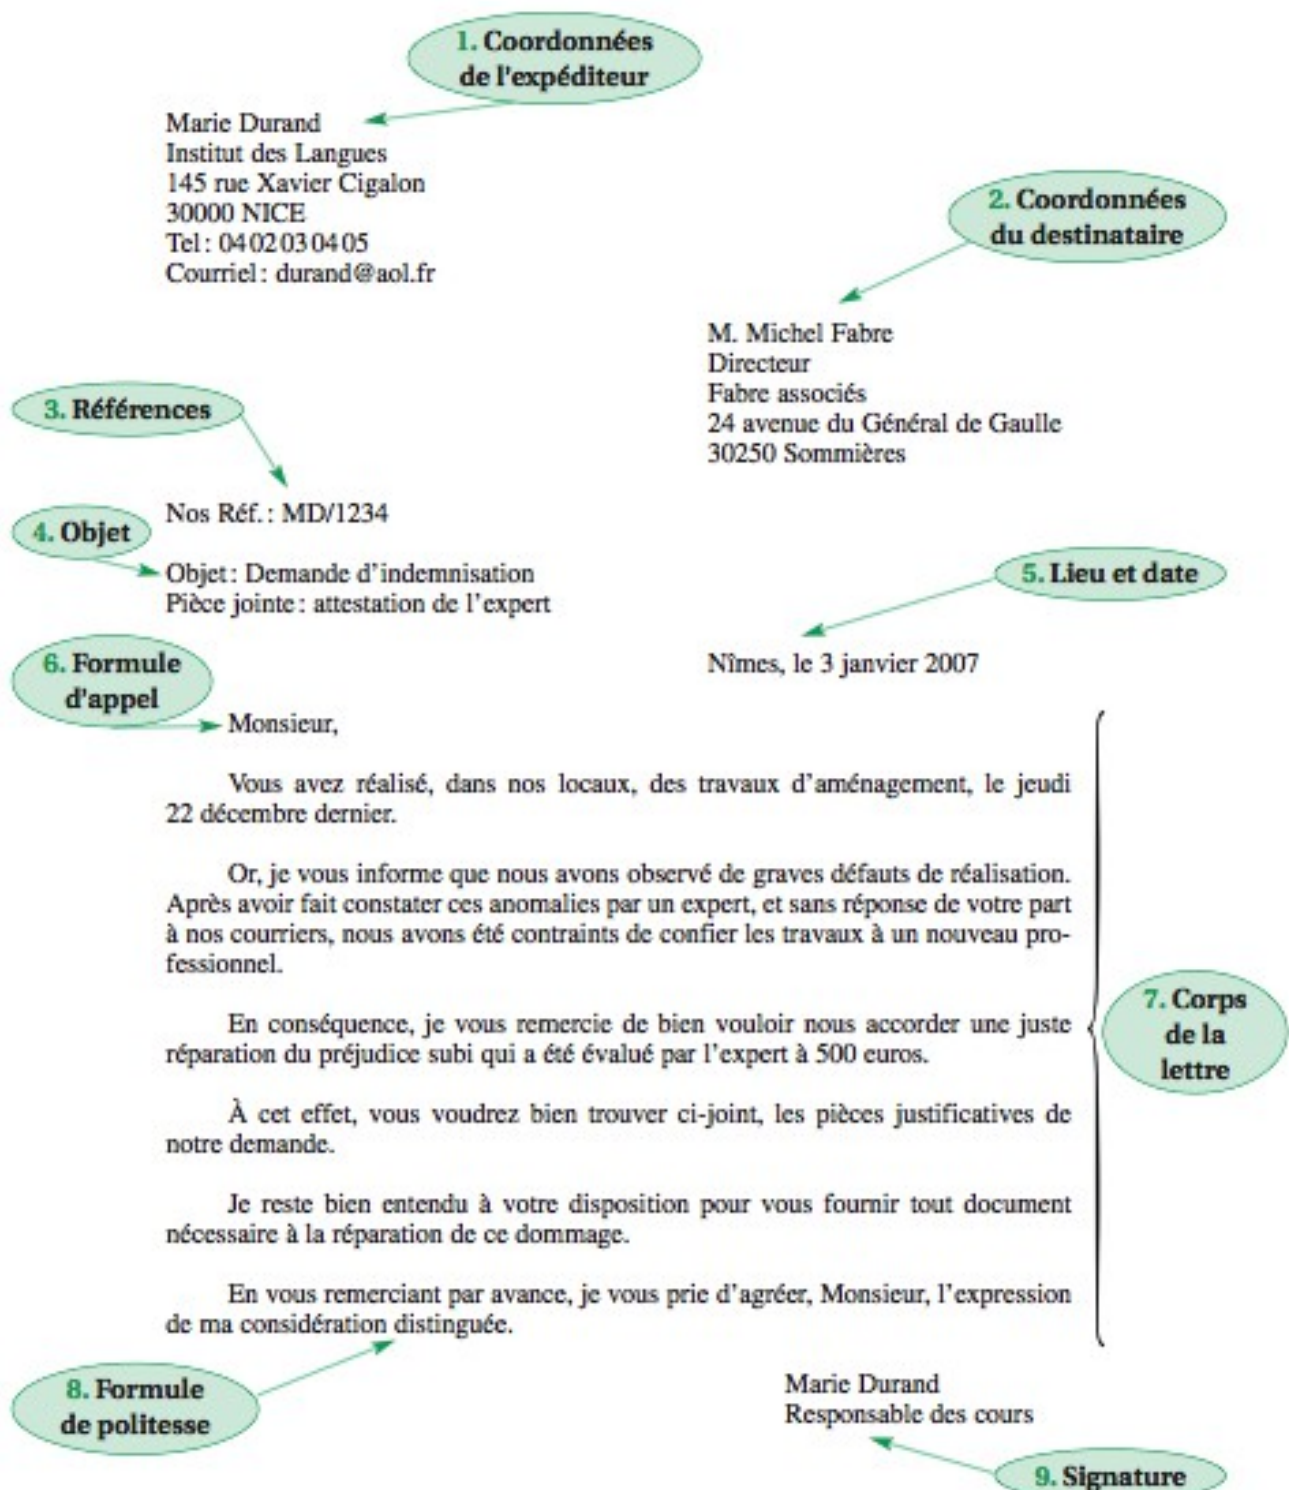 1. Coordonnées
de l'expéditeur
Marie Durand
Institut des Langues
145 rue Xavier Cigalon
30000 NICE
Tel : 04 02 03 04 05
Courriel : durand@aol.fr
2. Coordonnées
du destinataire
M. Michel Fabre
Directeur
Fabre associés
24 avenue du Général de Gaulle
30250 Sommières
3. Références
Nos Réf. : MD/1234
4. Objet
Objet : Demande d'indemnisation
Pièce jointe : attestation de l'expert
5. Lieu et date
Nîmes, le 3 janvier 2007
6. Formule
d'appel
Monsieur,
Vous avez réalisé, dans nos locaux, des travaux d'aménagement, le jeudi
22 décembre dernier.
Or, je vous informe que nous avons observé de graves défauts de réalisation.
Après avoir fait constater ces anomalies par un expert, et sans réponse de votre part
à nos courriers, nous avons été contraints de confier les travaux à un nouveau pro-
fessionnel.
En conséquence, je vous remercie de bien vouloir nous accorder une juste
réparation du préjudice subi qui a été évalué par l'expert à 500 euros.
À cet effet, vous voudrez bien trouver ci-joint, les pièces justificatives de
notre demande.
Je reste bien entendu à votre disposition pour vous fournir tout document
nécessaire à la réparation de ce dommage.
En vous remerciant par avance, je vous prie d'agréer, Monsieur, l'expression
de ma considération distinguée.
7. Corps
de la
lettre
8. Formule
de politesse
Marie Durand
Responsable des cours
9. Signature